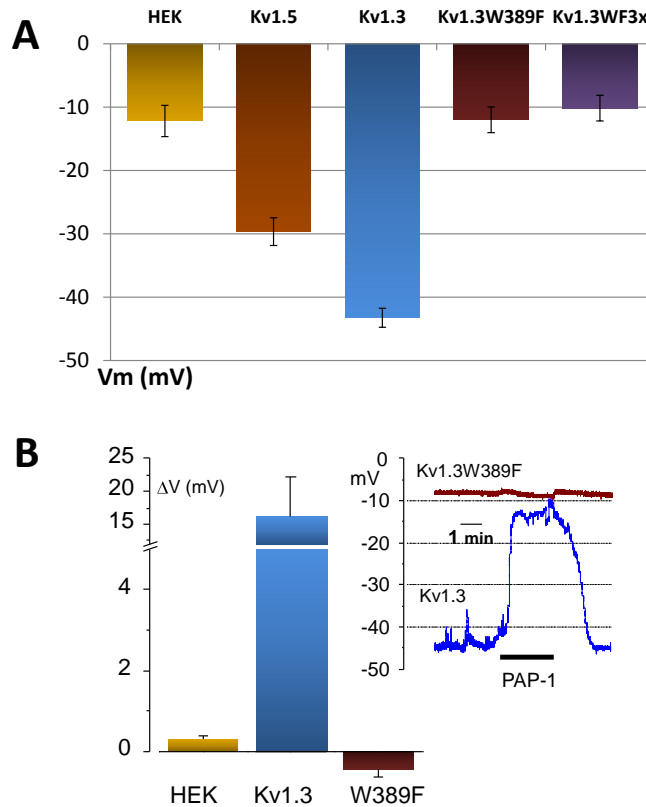 A
HEK Kv1.5 Kv1.3 Kv1.3W389F Kv1.3WF3x
0
-10
-20
-30
-40
-50
Vm (mV)
B
25
20
15
4
2
0
ΔV (mV)
HEK Kv1.3 W389F
0
mV
-10
-20
-30
-40
-50
Kv1.3W389F
1 min
Kv1.3
PAP-1